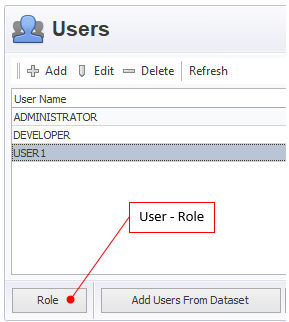 Users
Add Edit Delete Refresh
User Name
ADMINISTRATOR
DEVELOPER
USER1
User - Role
Role Add Users From Dataset